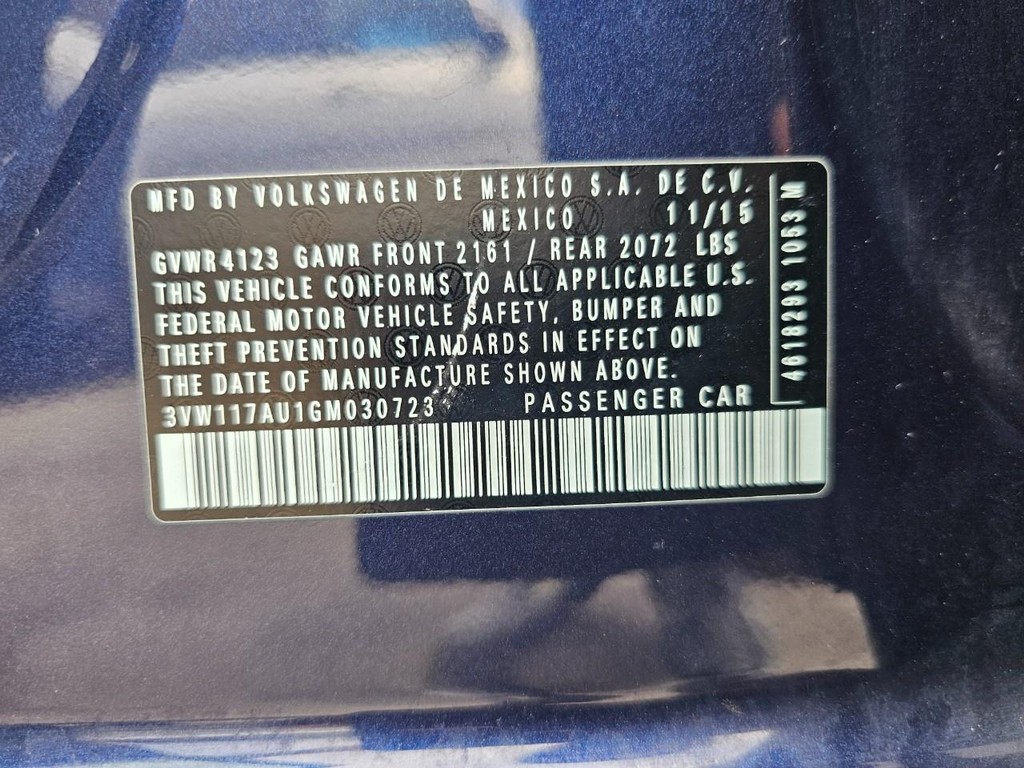 MFD BY VOLKSWAGEN DE MEXICO S.A. DE C.V.
MEXICO 11/15
GVWR 4123 GAWR FRONT 2161 / REAR 2072 LBS
THIS VEHICLE CONFORMS TO ALL APPLICABLE U.S.
FEDERAL MOTOR VEHICLE SAFETY, BUMPER AND
THEFT PREVENTION STANDARDS IN EFFECT ON
THE DATE OF MANUFACTURE SHOWN ABOVE.
3VW117AU1GM030723 PASSENGER CAR
4618293 1053 M